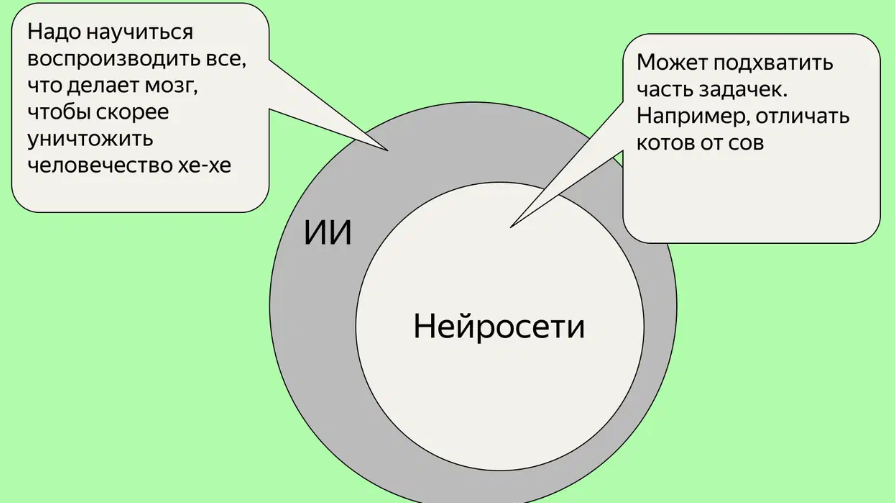 Надо научиться
воспроизводить все,
что делает мозг,
чтобы скорее
уничтожить
человечество хе-хе
Может подхватить
часть задачек.
Например, отличать
котов от сов
ИИ
Нейросети